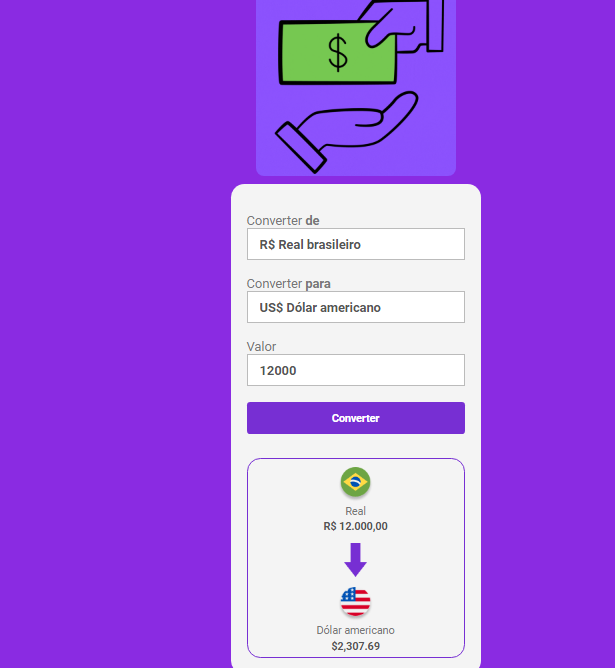 $
Converter de
R$ Real brasileiro
Converter para
US$ Dólar americano
Valor
12000
Converter
Real
R$ 12.000,00
Dólar americano
$2,307.69